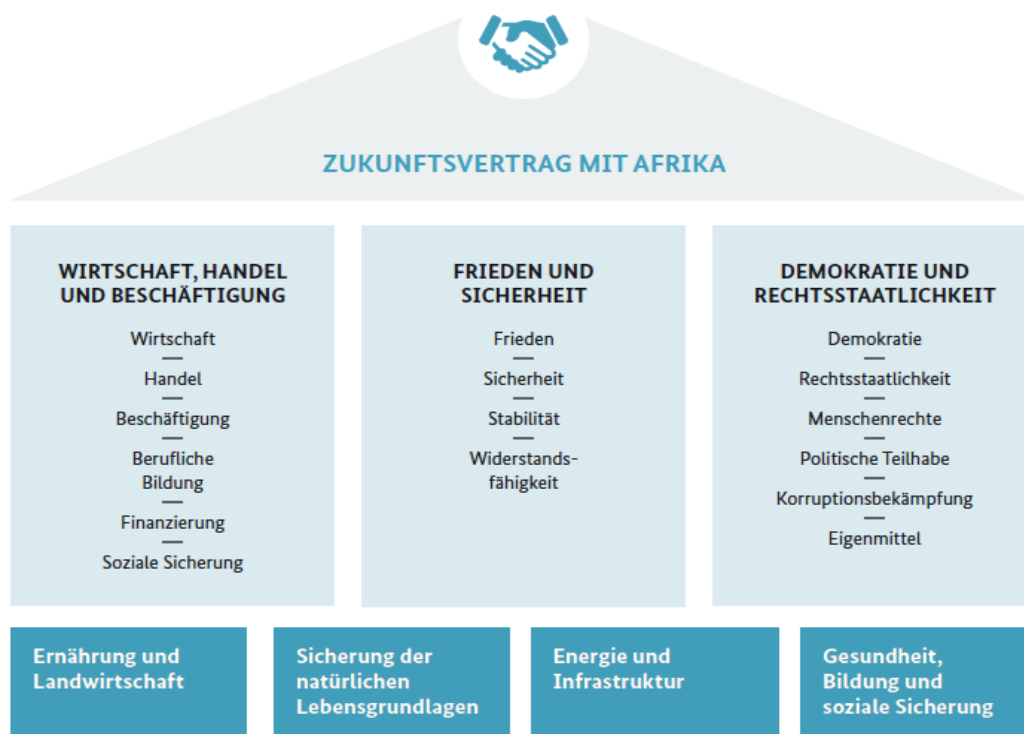 ZUKUNFTSVERTRAG MIT AFRIKA
WIRTSCHAFT, HANDEL
UND BESCHÄFTIGUNG
Wirtschaft
Handel
Beschäftigung
Berufliche
Bildung
Finanzierung
Soziale Sicherung
FRIEDEN UND
SICHERHEIT
Frieden
Sicherheit
Stabilität
Widerstands-
fähigkeit
DEMOKRATIE UND
RECHTSSTAATLICHKEIT
Demokratie
Rechtsstaatlichkeit
Menschenrechte
Politische Teilhabe
Korruptionsbekämpfung
Eigenmittel
Ernährung und
Landwirtschaft
Sicherung der
natürlichen
Lebensgrundlagen
Energie und
Infrastruktur
Gesundheit,
Bildung und
soziale Sicherung